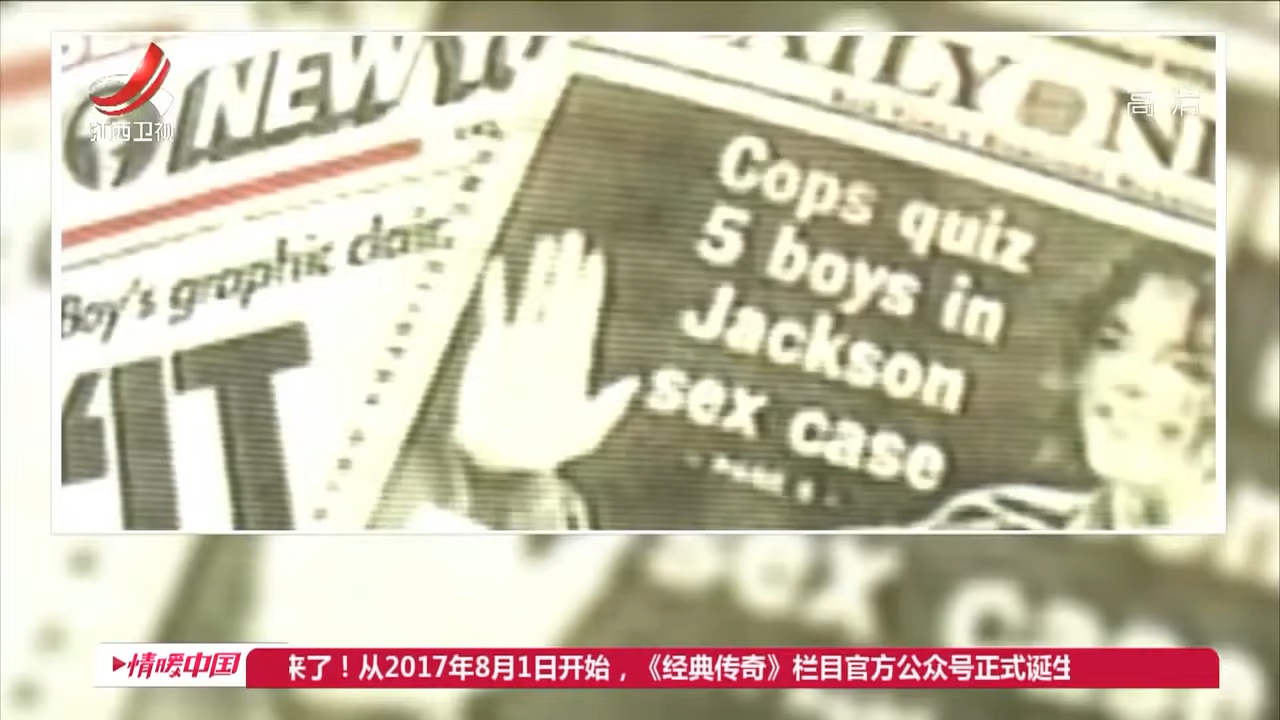 江西卫视
高清
NEW
Boy's graphic
'IT
AILY
Cops quiz
5 boys in
Jackson
sex case
情暖中国
来了！从2017年8月1日开始，《经典传奇》栏目官方公众号正式诞生